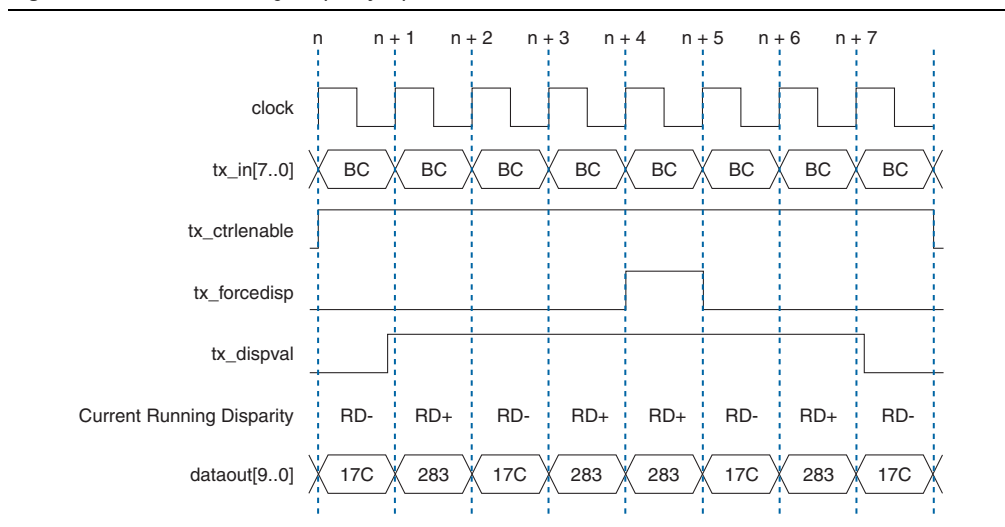 n n + 1 n + 2 n + 3 n + 4 n + 5 n + 6 n + 7
clock
tx_in[7..0] BC BC BC BC BC BC BC BC
tx_ctrlenable
tx_forcedisp
tx_dispval
Current Running Disparity RD- RD+ RD- RD+ RD+ RD- RD+ RD-
dataout[9..0] 17C 283 17C 283 283 17C 283 17C